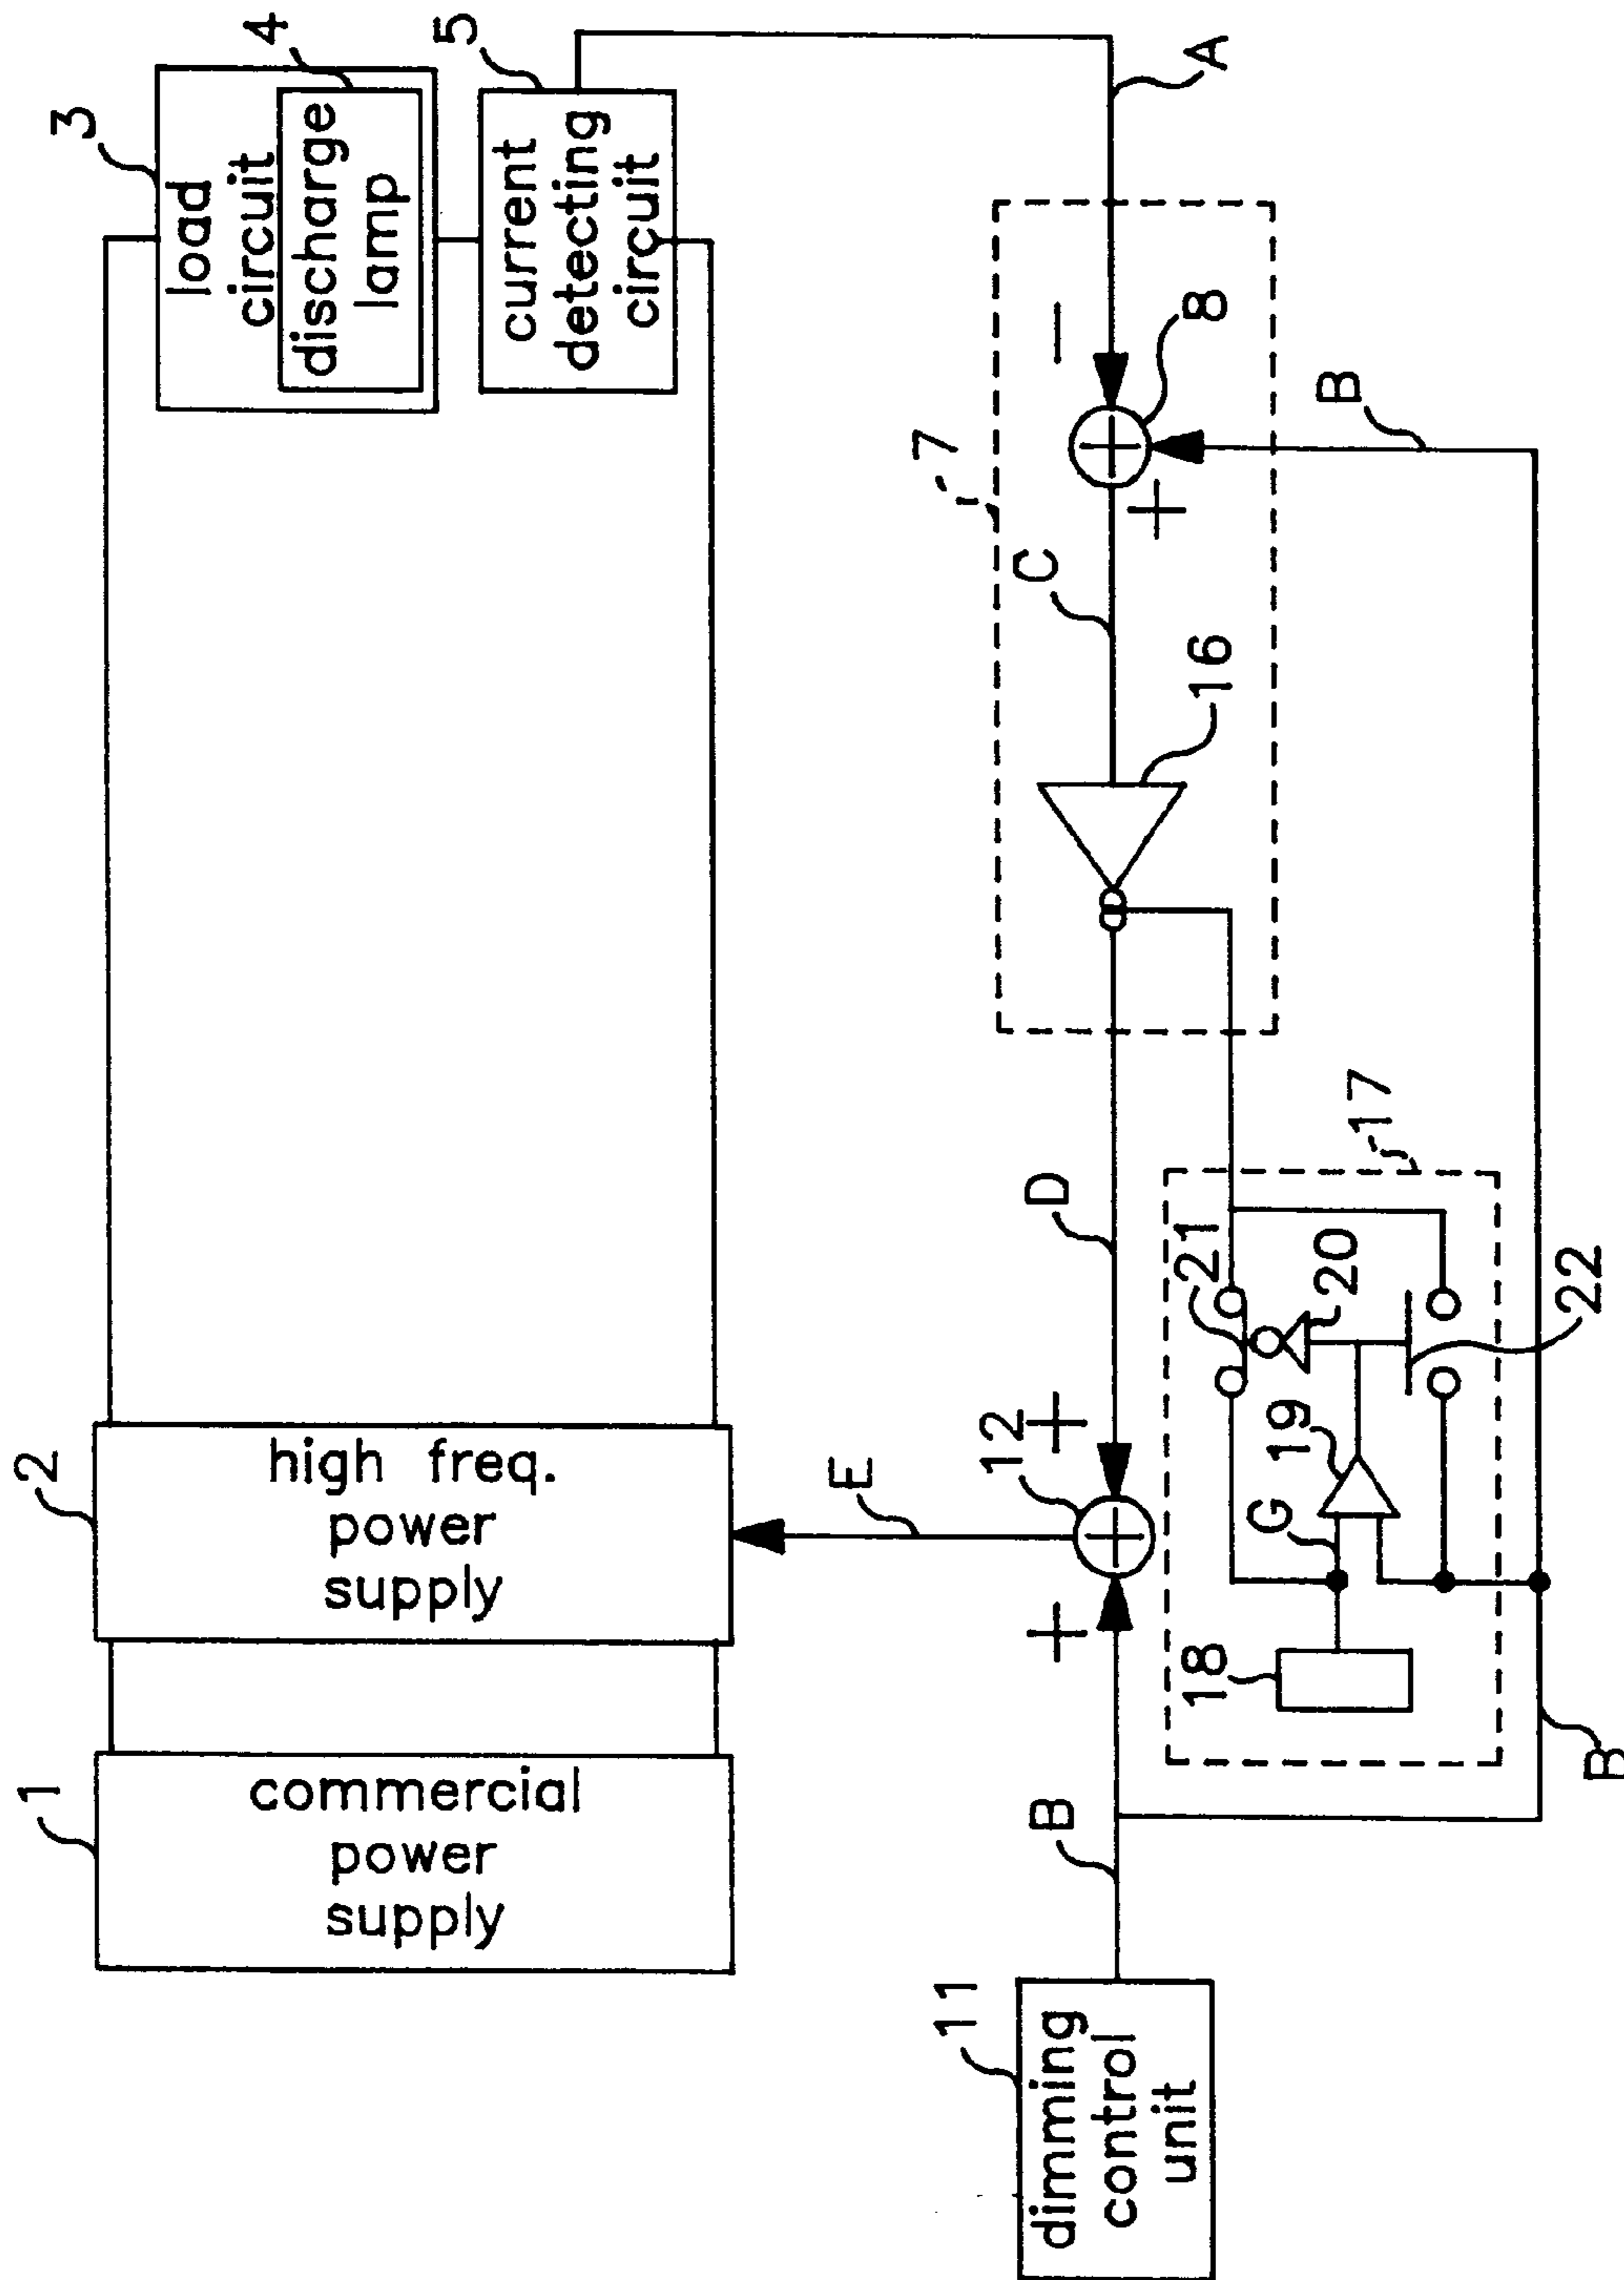 1
commercial
power
supply
2
high freq.
power
supply
3
load
circuit
4
discharge
lamp
5
current
detecting
circuit
A
E
11
dimming
control
unit
B
+
12
+
D
7
C
16
−
8
+
B
17
18
G
19
20
21
22
B